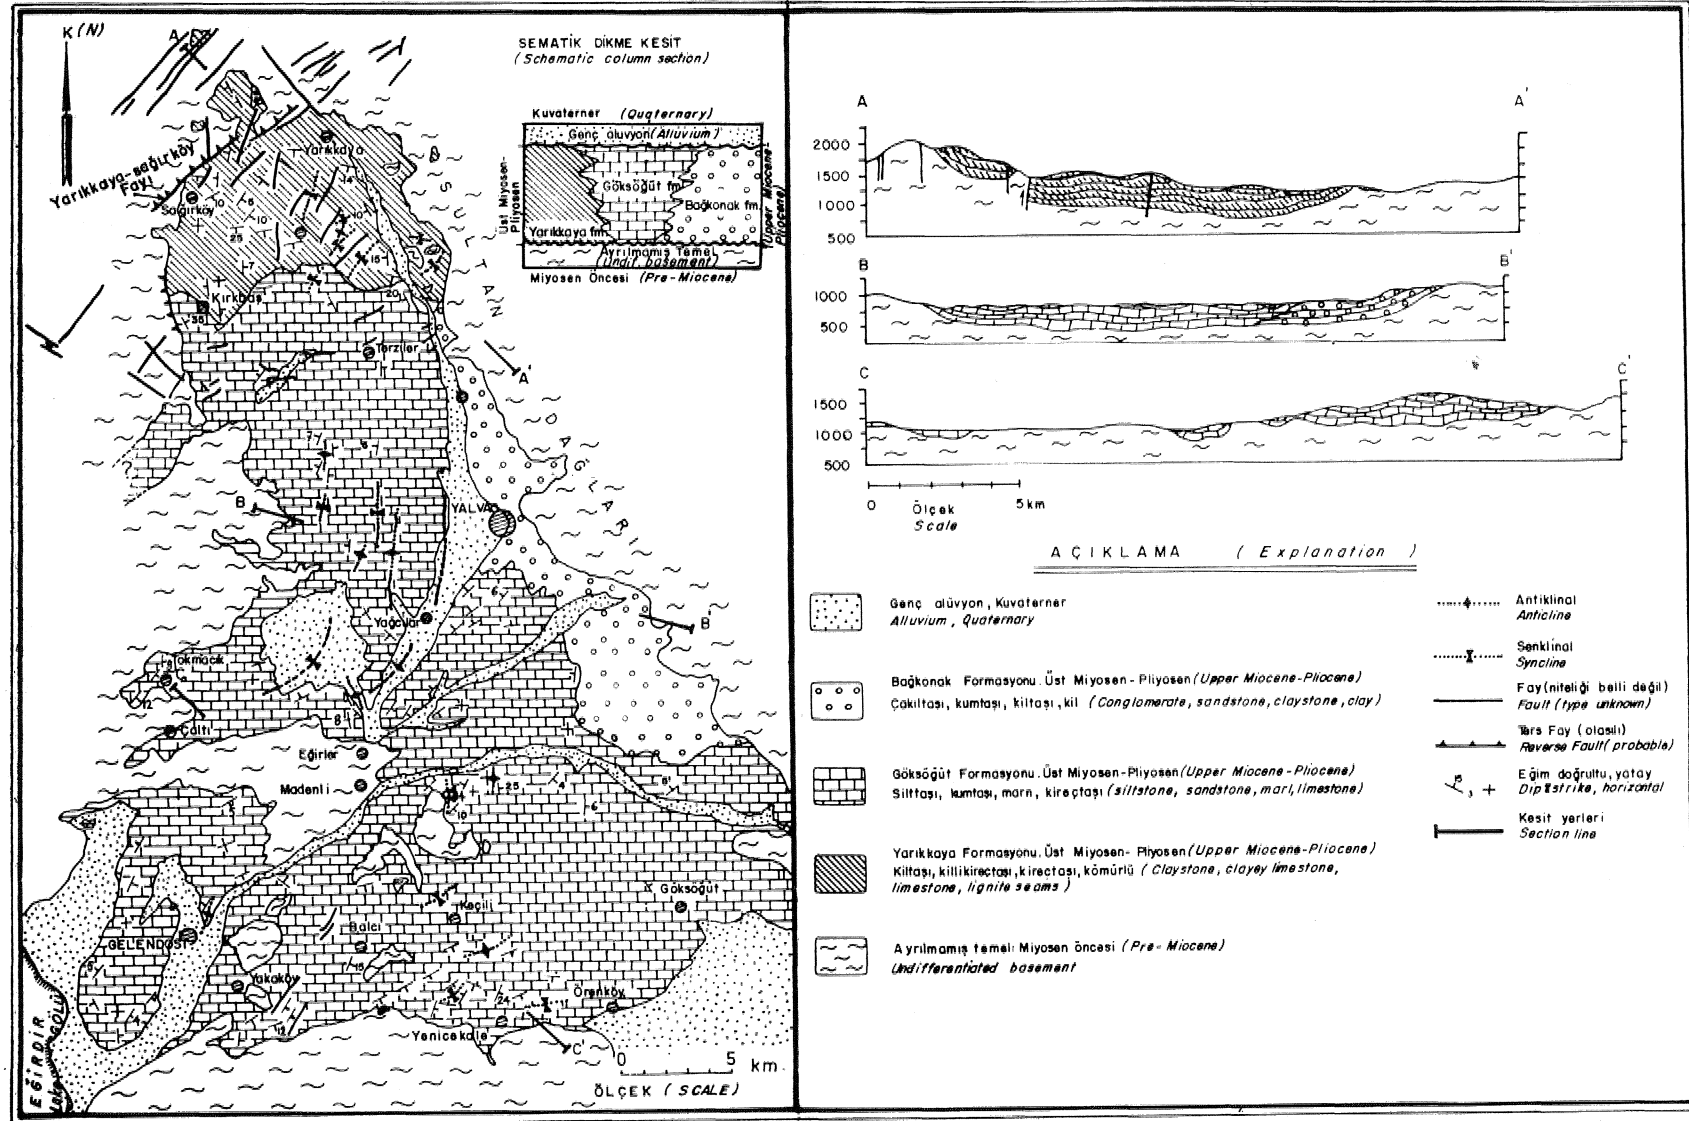 K (N)
A
SEMATİK DİKME KESİT
(Schematic column section)
Kuvaterner (Quaternary)
Genç aluvyon (Alluvium)
Üst Miyosen-
Pliyosen
Göksöğüt fm.
Bağkonak fm.
Yarıkkaya fm.
(Upper Miocene-
Pliocene)
Ayrılmamış Temel
(Undif. basement)
Miyosen Öncesi (Pre-Miocene)
Yarıkkaya-sağırköy
Fayı
Yarıkkaya
Sağırköy
SULTAN
DAĞLARI
Kırkbaş
Terziler
A'
B
YALVAÇ
Yağcılar
B'
Tokmacık
Çaltı
Eğirler
Madenli
Göksöğüt
Keçili
Balcı
GELENDOST
Yakaköy
Örenköy
Yenicekale
C'
EĞİRDİR
GÖLÜ
Lake
0 5 km
ÖLÇEK (SCALE)
A A'
2000
1500
1000
500
B B'
1000
500
C C'
1500
1000
500
0 5 km
Ölçek
Scale
AÇIKLAMA (Explanation)
Genç alüvyon, Kuvaterner
Alluvium, Quaternary
Bağkonak Formasyonu. Üst Miyosen-Pliyosen (Upper Miocene-Pliocene)
Çakıltaşı, kumtaşı, kiltaşı, kil (Conglomerate, sandstone, claystone, clay)
Göksöğüt Formasyonu. Üst Miyosen-Pliyosen (Upper Miocene-Pliocene)
Silttaşı, kumtaşı, marn, kireçtaşı (siltstone, sandstone, marl, limestone)
Yarıkkaya Formasyonu. Üst Miyosen-Pliyosen (Upper Miocene-Pliocene)
Kiltaşı, killikireçtaşı, kireçtaşı, kömürlü (Claystone, clayey limestone,
limestone, lignite seams)
Ayrılmamış temel: Miyosen öncesi (Pre-Miocene)
Undifferentiated basement
Antiklinal
Anticline
Senklinal
Syncline
Fay (niteliği belli değil)
Fault (type unknown)
Ters Fay (olasılı)
Reverse Fault (probable)
Eğim doğrultu, yatay
Dip & strike, horizontal
Kesit yerleri
Section line